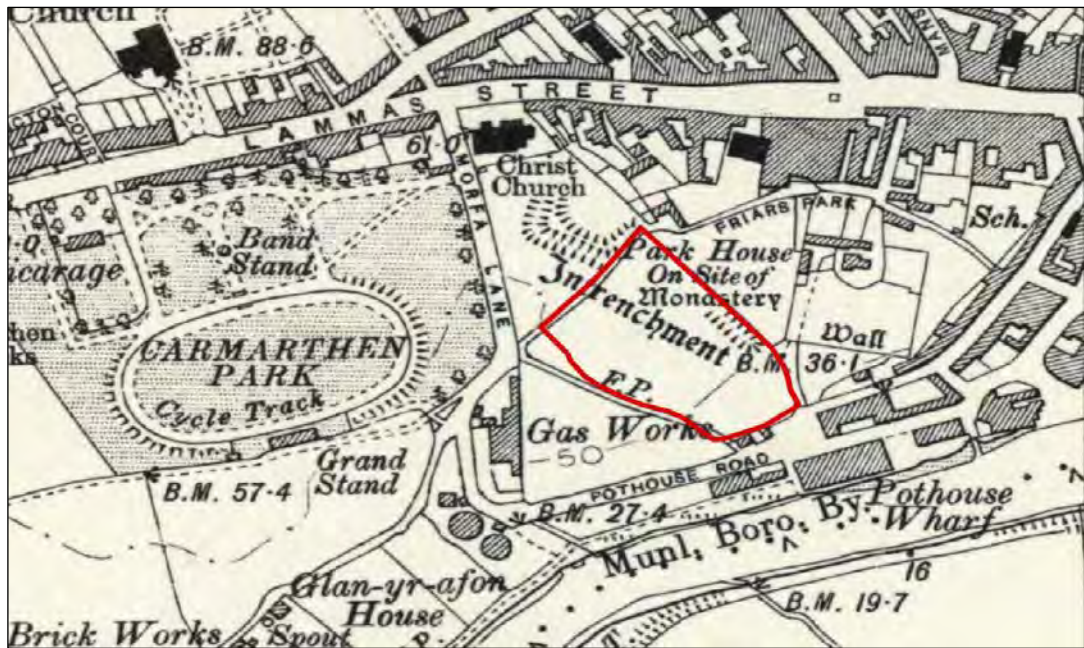 Church
B.M. 88·6
LAMMAS STREET
61·0
MORFA LANE
Christ
Church
FRIARS PARK
Sch.
Band
Stand
Park House
On Site of
Monastery
Intrenchment
Wall
B.M. 36·1
CARMARTHEN
PARK
Cycle Track
F.P.
Gas Works
50
Grand
Stand
B.M. 57·4
POTHOUSE ROAD
B.M. 27·4
Pothouse
Wharf
Munl. Boro. By.
16
Glan-yr-afon
House
B.M. 19·7
Brick Works
Spout